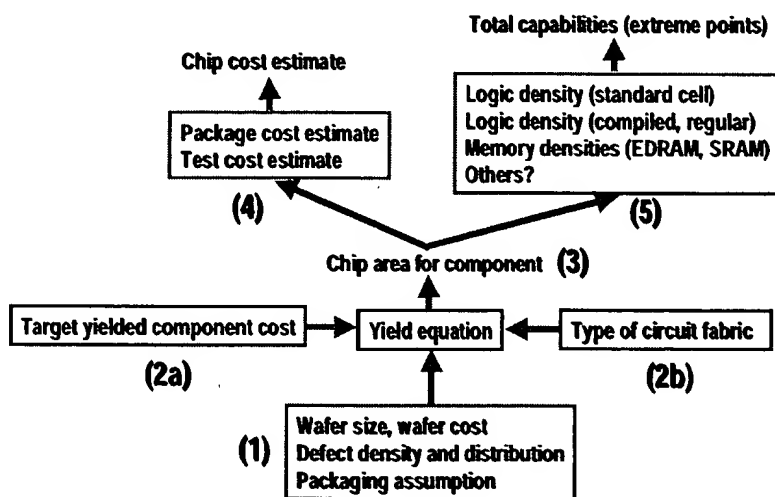 Total capabilities (extreme points)
Chip cost estimate
Logic density (standard cell)
Logic density (compiled, regular)
Memory densities (EDRAM, SRAM)
Others?
Package cost estimate
Test cost estimate
(4)
(5)
Chip area for component (3)
Target yielded component cost
Yield equation
Type of circuit fabric
(2a)
(2b)
(1)
Wafer size, wafer cost
Defect density and distribution
Packaging assumption